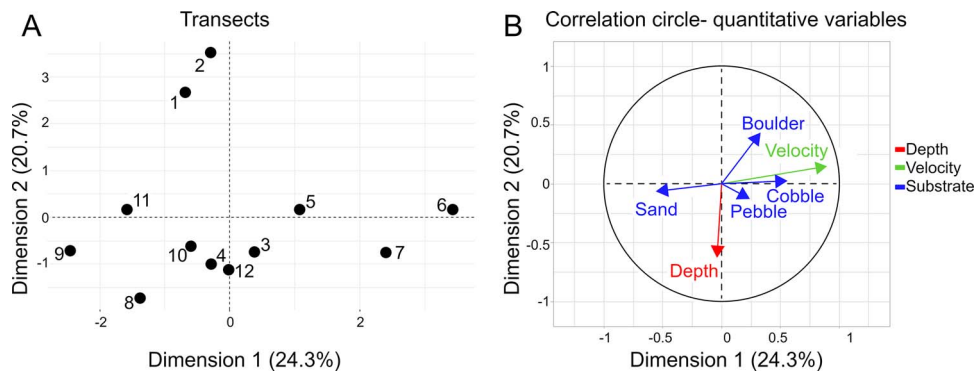 A
Transects
Dimension 2 (20.7%)
3
2
1
0
-1
-2
0
2
Dimension 1 (24.3%)
2
1
11
5
6
9
10
4
3
12
7
8
B
Correlation circle- quantitative variables
Dimension 2 (20.7%)
1
0.5
0
-0.5
-1
-1
-0.5
0
0.5
1
Dimension 1 (24.3%)
Boulder
Velocity
Cobble
Sand
Pebble
Depth
Depth
Velocity
Substrate